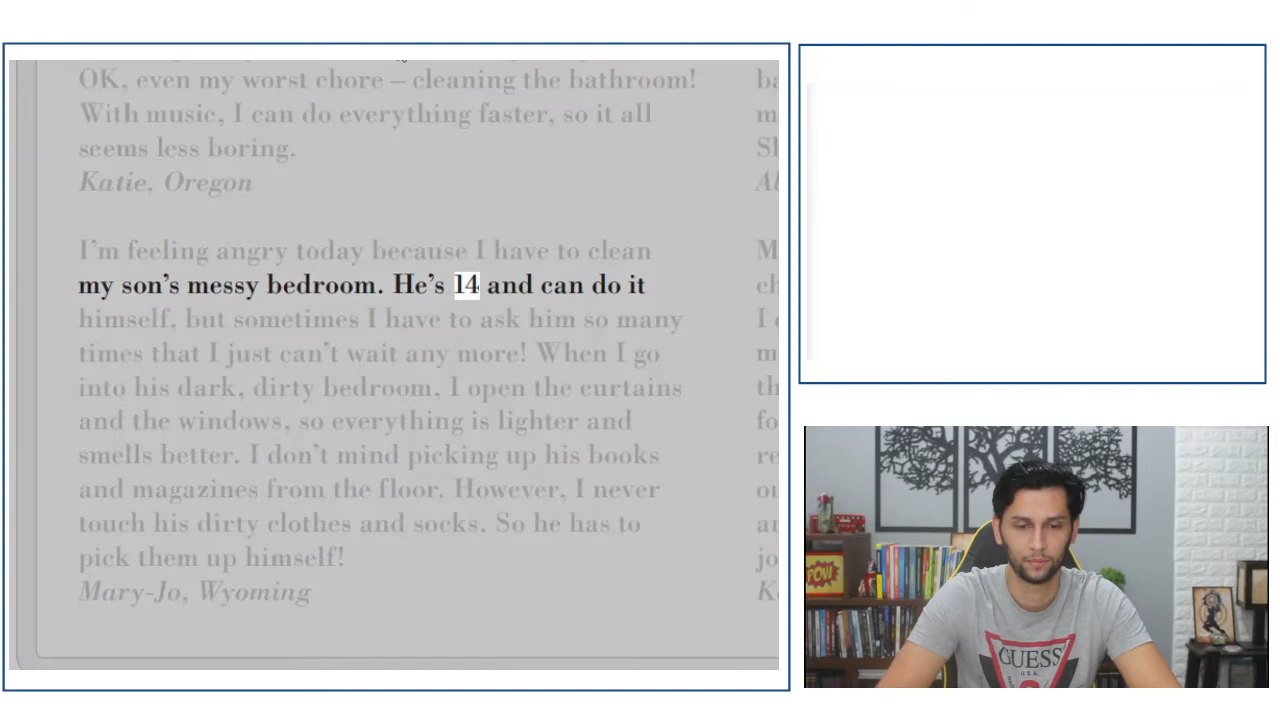 OK, even my worst chore – cleaning the bathroom!
With music, I can do everything faster, so it all
seems less boring.
Katie, Oregon
I'm feeling angry today because I have to clean
my son's messy bedroom. He's 14 and can do it
himself, but sometimes I have to ask him so many
times that I just can't wait any more! When I go
into his dark, dirty bedroom, I open the curtains
and the windows, so everything is lighter and
smells better. I don't mind picking up his books
and magazines from the floor. However, I never
touch his dirty clothes and socks. So he has to
pick them up himself!
Mary-Jo, Wyoming
POW!
GUESS
U.S.A.